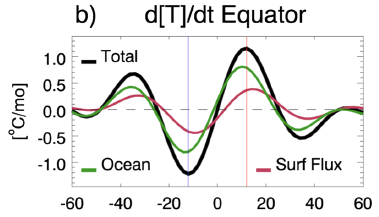 b) d[T]/dt Equator
[°C/mo]
1.0
0.5
0.0
-0.5
-1.0
Total
Ocean
Surf Flux
-60 -40 -20 0 20 40 60